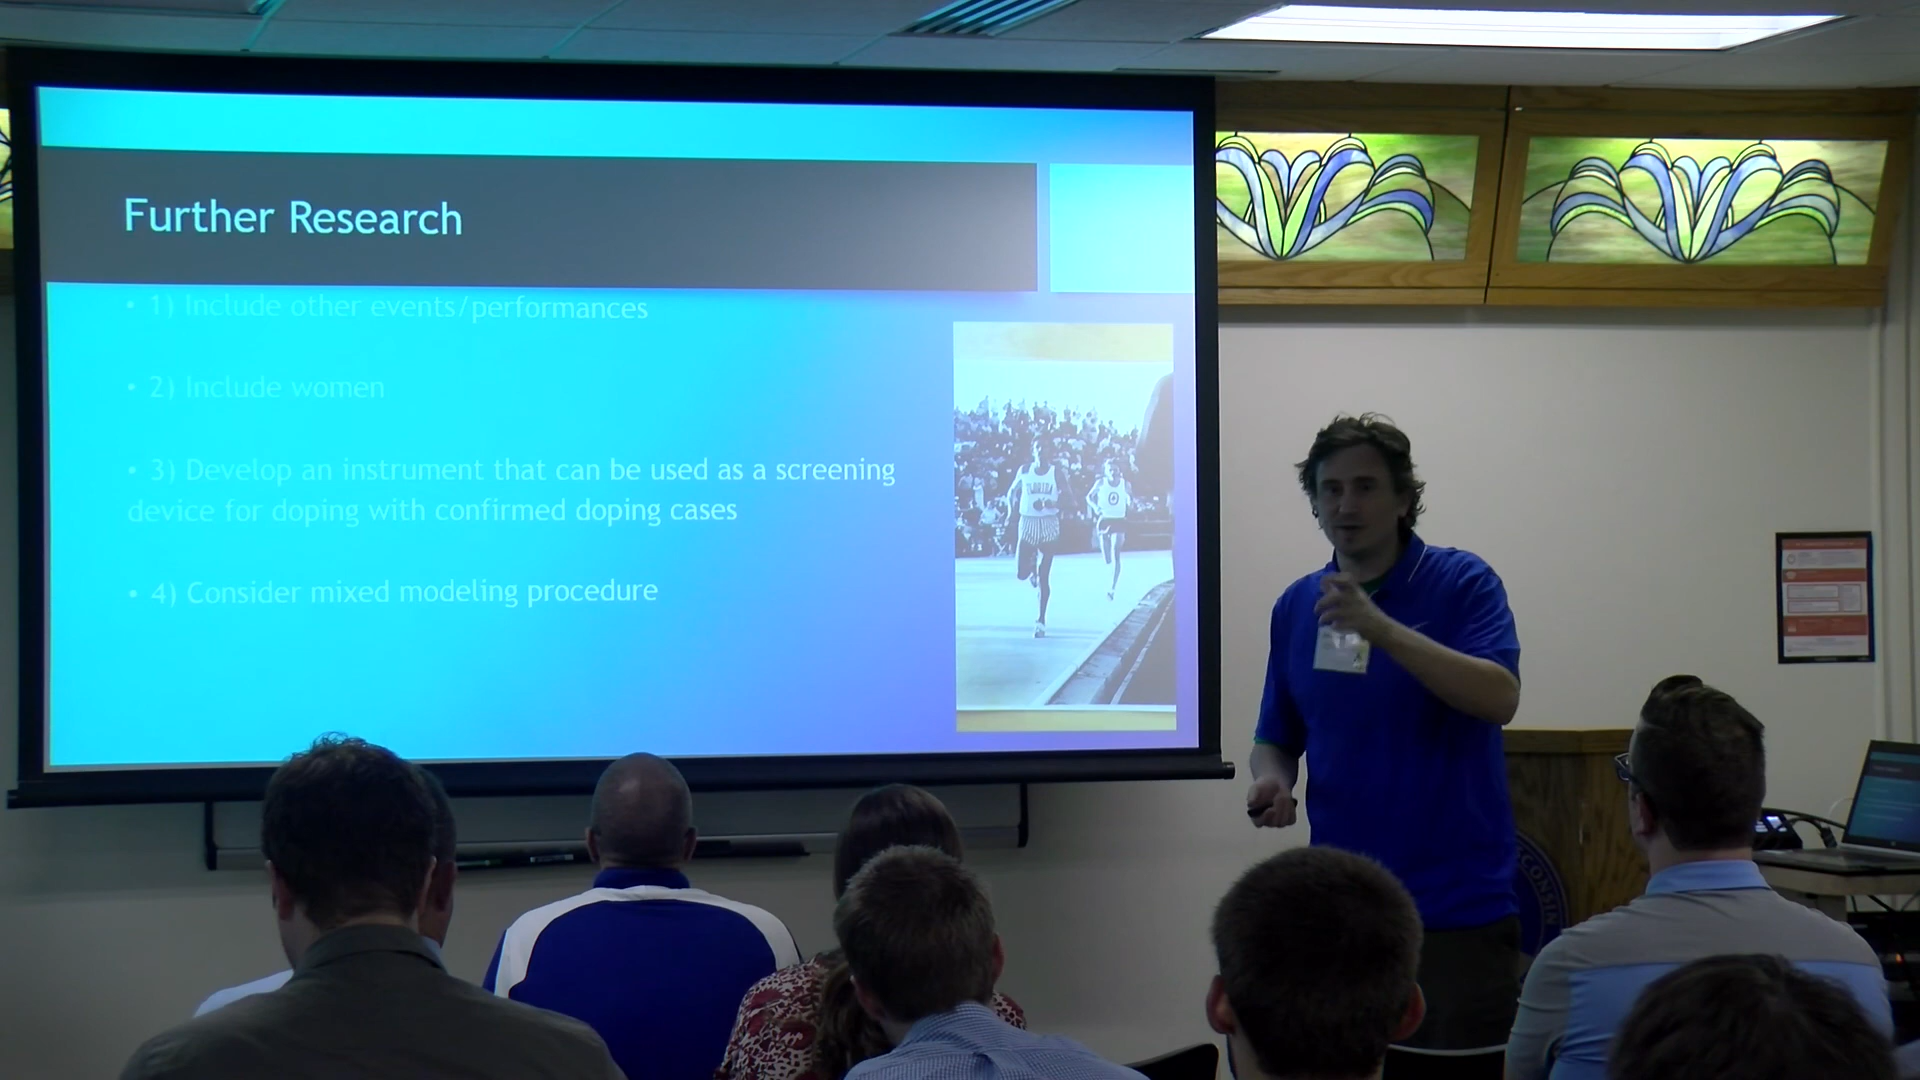 Further Research
• 1) Include other events/performances
• 2) Include women
• 3) Develop an instrument that can be used as a screening
device for doping with confirmed doping cases
• 4) Consider mixed modeling procedure
FLORIDA